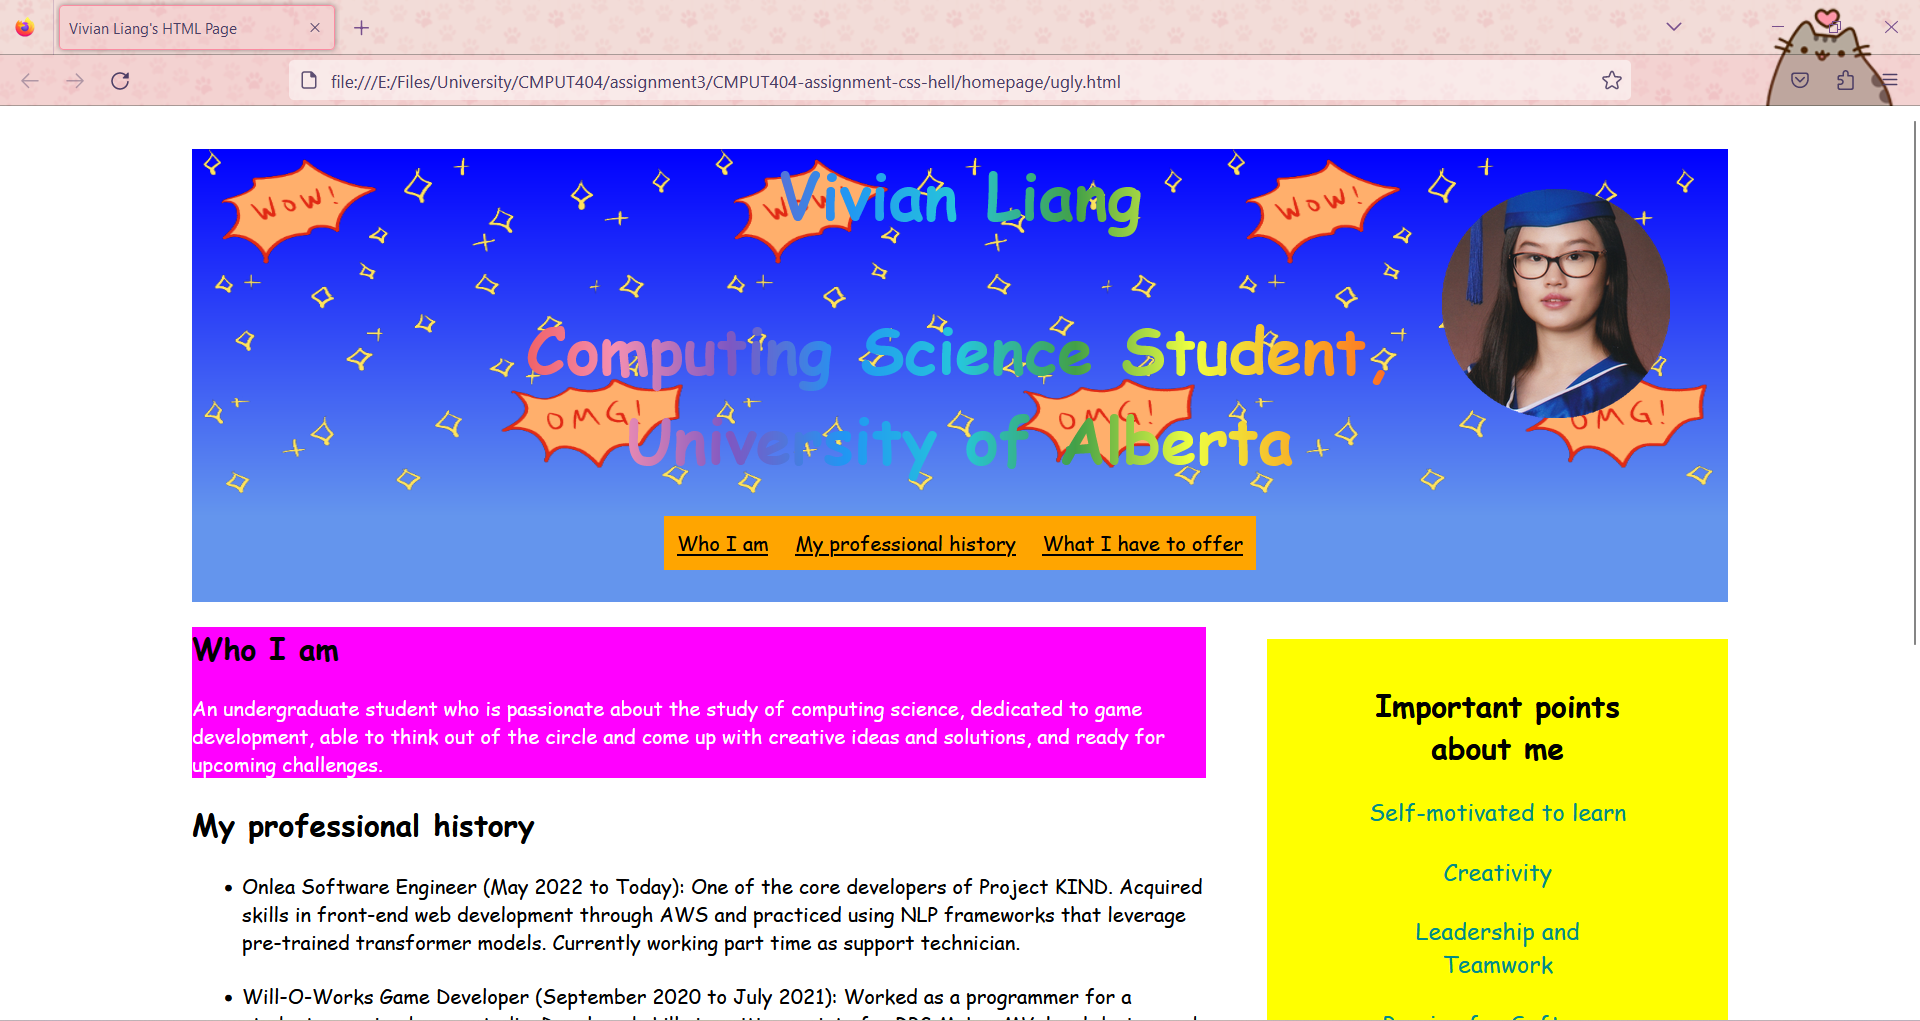 Vivian Liang's HTML Page
file:///E:/Files/University/CMPUT404/assignment3/CMPUT404-assignment-css-hell/homepage/ugly.html
WOW!
WOW!
WOW!
Vivian Liang
Computing Science Student,
OMG!
OMG!
OMG!
University of Alberta
Who I am My professional history What I have to offer
Who I am
An undergraduate student who is passionate about the study of computing science, dedicated to game
development, able to think out of the circle and come up with creative ideas and solutions, and ready for
upcoming challenges.
My professional history
• Onlea Software Engineer (May 2022 to Today): One of the core developers of Project KIND. Acquired
skills in front-end web development through AWS and practiced using NLP frameworks that leverage
pre-trained transformer models. Currently working part time as support technician.
• Will-O-Works Game Developer (September 2020 to July 2021): Worked as a programmer for a
Important points
about me
Self-motivated to learn
Creativity
Leadership and
Teamwork